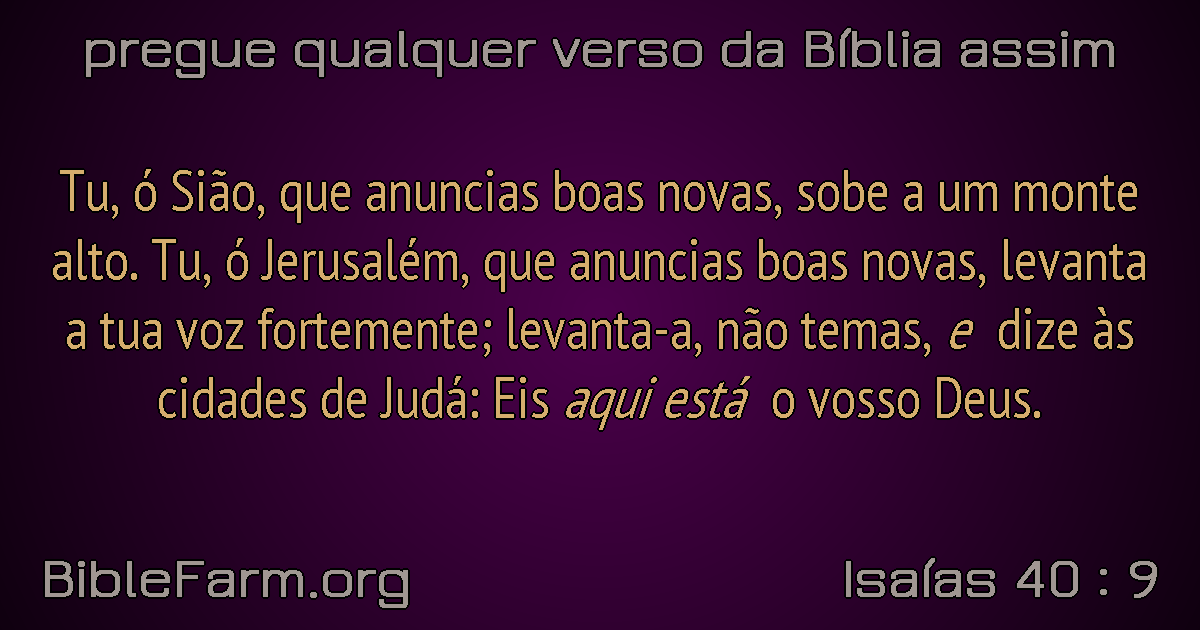 pregue qualquer verso da Bíblia assim
Tu, ó Sião, que anuncias boas novas, sobe a um monte
alto. Tu, ó Jerusalém, que anuncias boas novas, levanta
a tua voz fortemente; levanta-a, não temas, e dize às
cidades de Judá: Eis aqui está o vosso Deus.
BibleFarm.org
Isaías 40 : 9